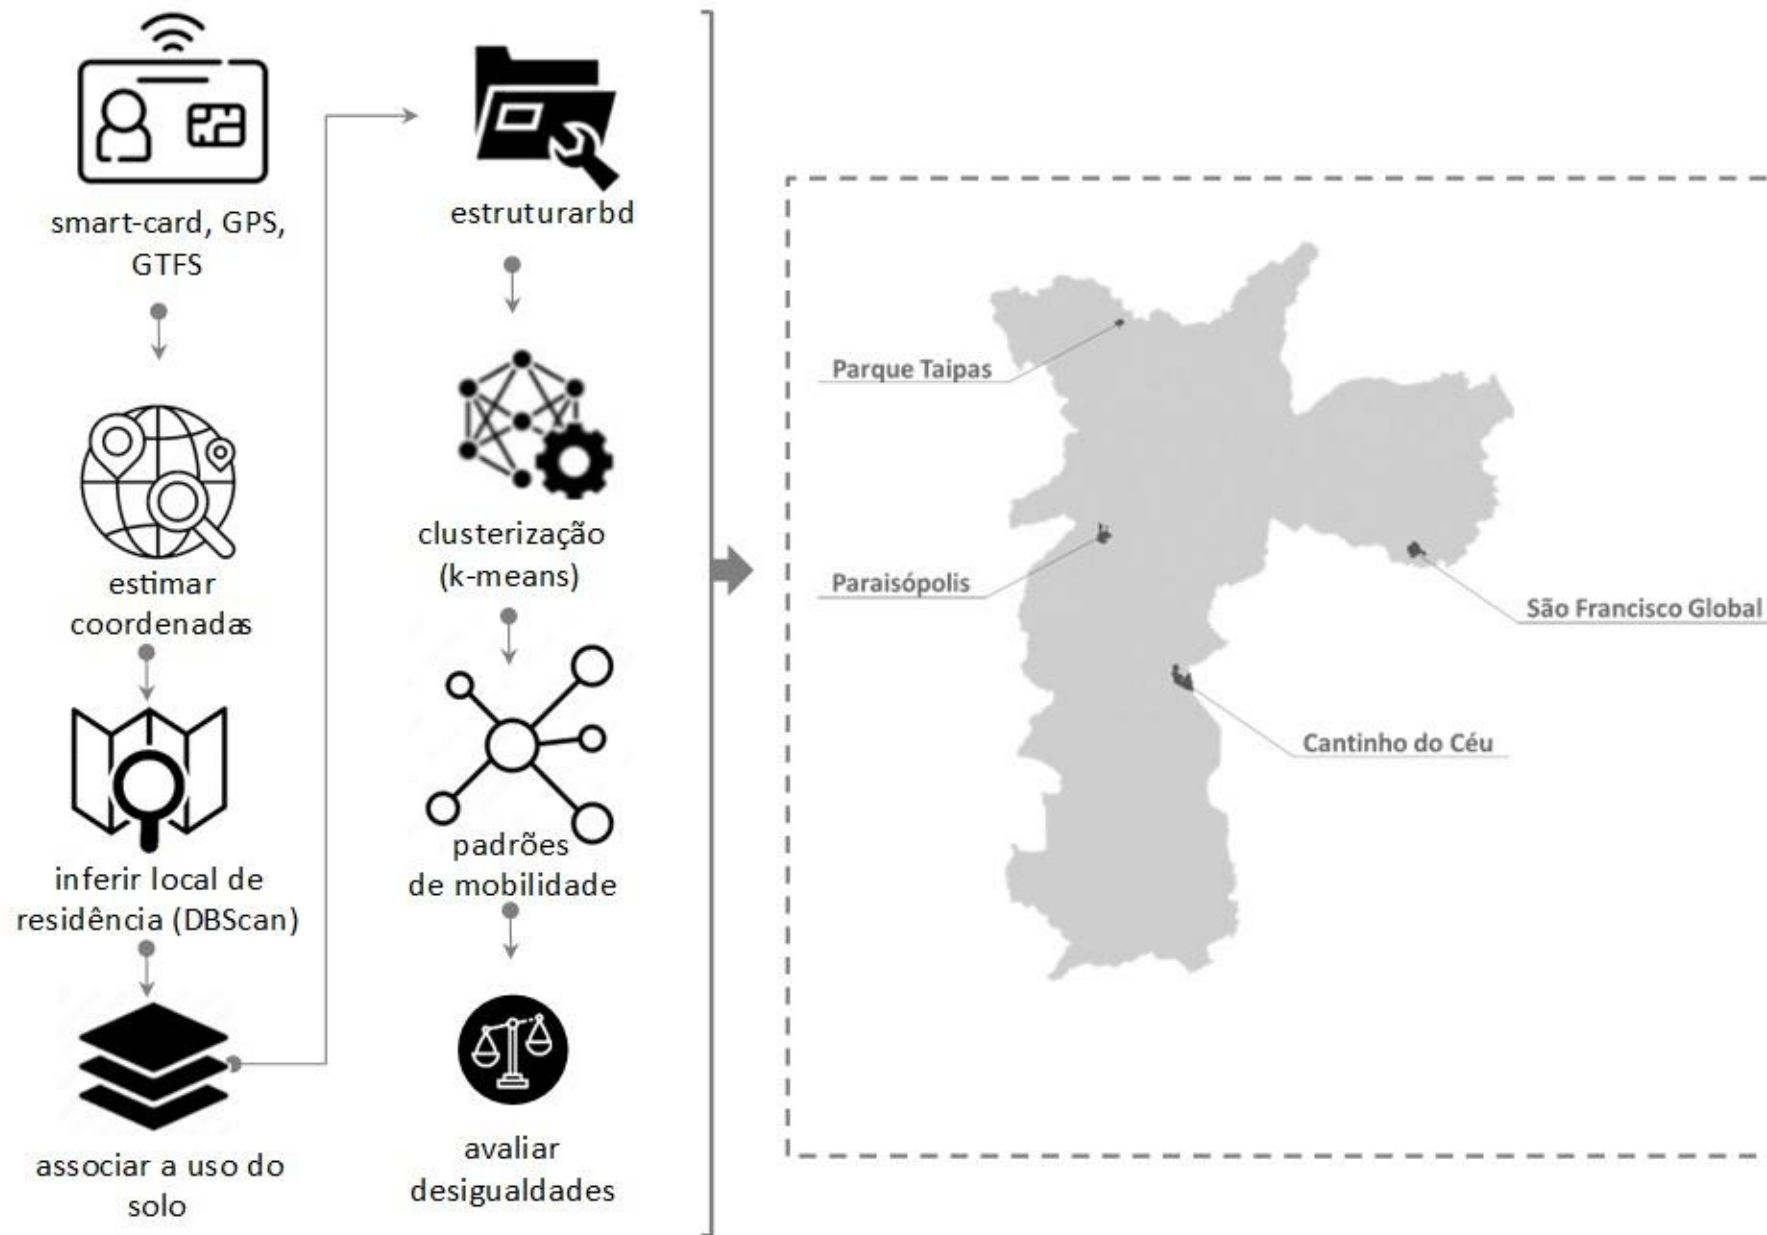 smart-card, GPS,
GTFS
estimar
coordenadas
inferir local de
residência (DBScan)
associar a uso do
solo
estruturarbd
clusterização
(k-means)
padrões
de mobilidade
avaliar
desigualdades
Parque Taipas
Paraisópolis
São Francisco Global
Cantinho do Céu